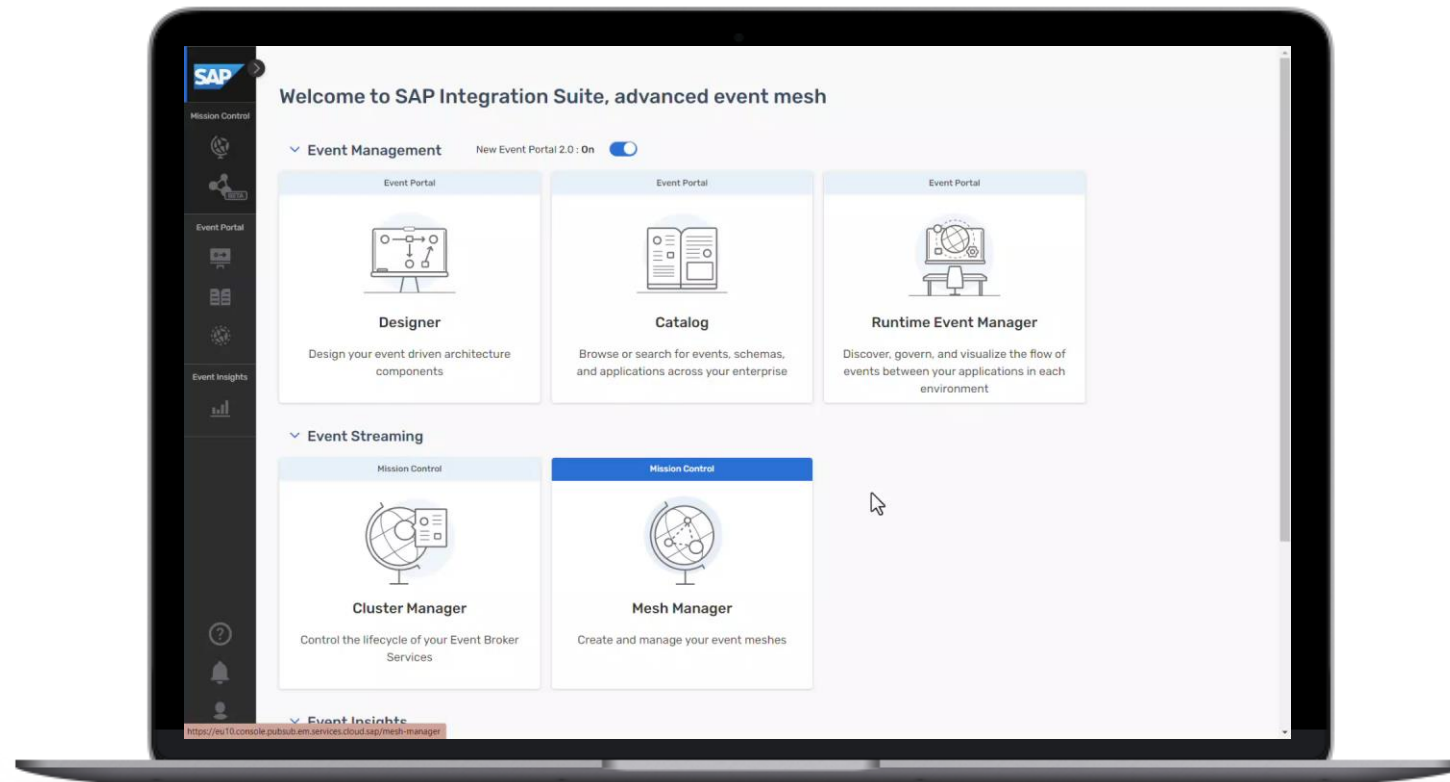 SAP
Welcome to SAP Integration Suite, advanced event mesh
Mission Control
Event Management
New Event Portal 2.0 : On
Event Portal
Event Portal
Event Portal
BETA
Event Portal
Designer
Catalog
Runtime Event Manager
Design your event driven architecture
components
Browse or search for events, schemas,
and applications across your enterprise
Discover, govern, and visualize the flow of
events between your applications in each
environment
Event Insights
Event Streaming
Mission Control
Mission Control
Cluster Manager
Mesh Manager
Control the lifecycle of your Event Broker
Services
Create and manage your event meshes
?
Event Insights
https://eu10.console.pubsub.em.services.cloud.sap/mesh-manager